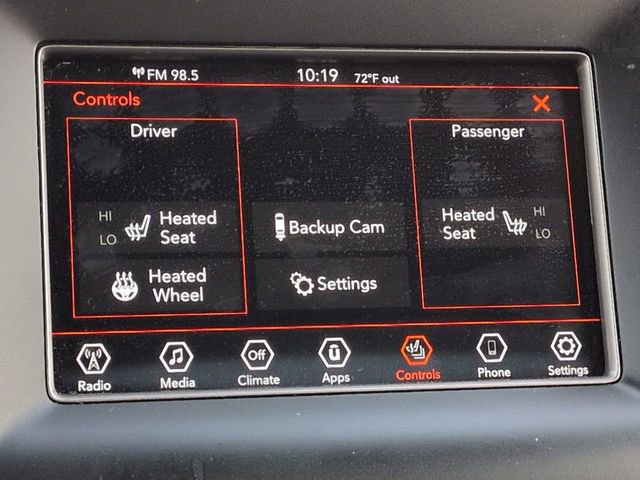 FM 98.5 10:19 72°F out
Controls
Driver
Passenger
HI
LO
Heated
Seat
Backup Cam
Heated
Seat
HI
LO
Heated
Wheel
Settings
Radio
Media
Off
Climate
ū
Apps
Controls
Phone
Settings